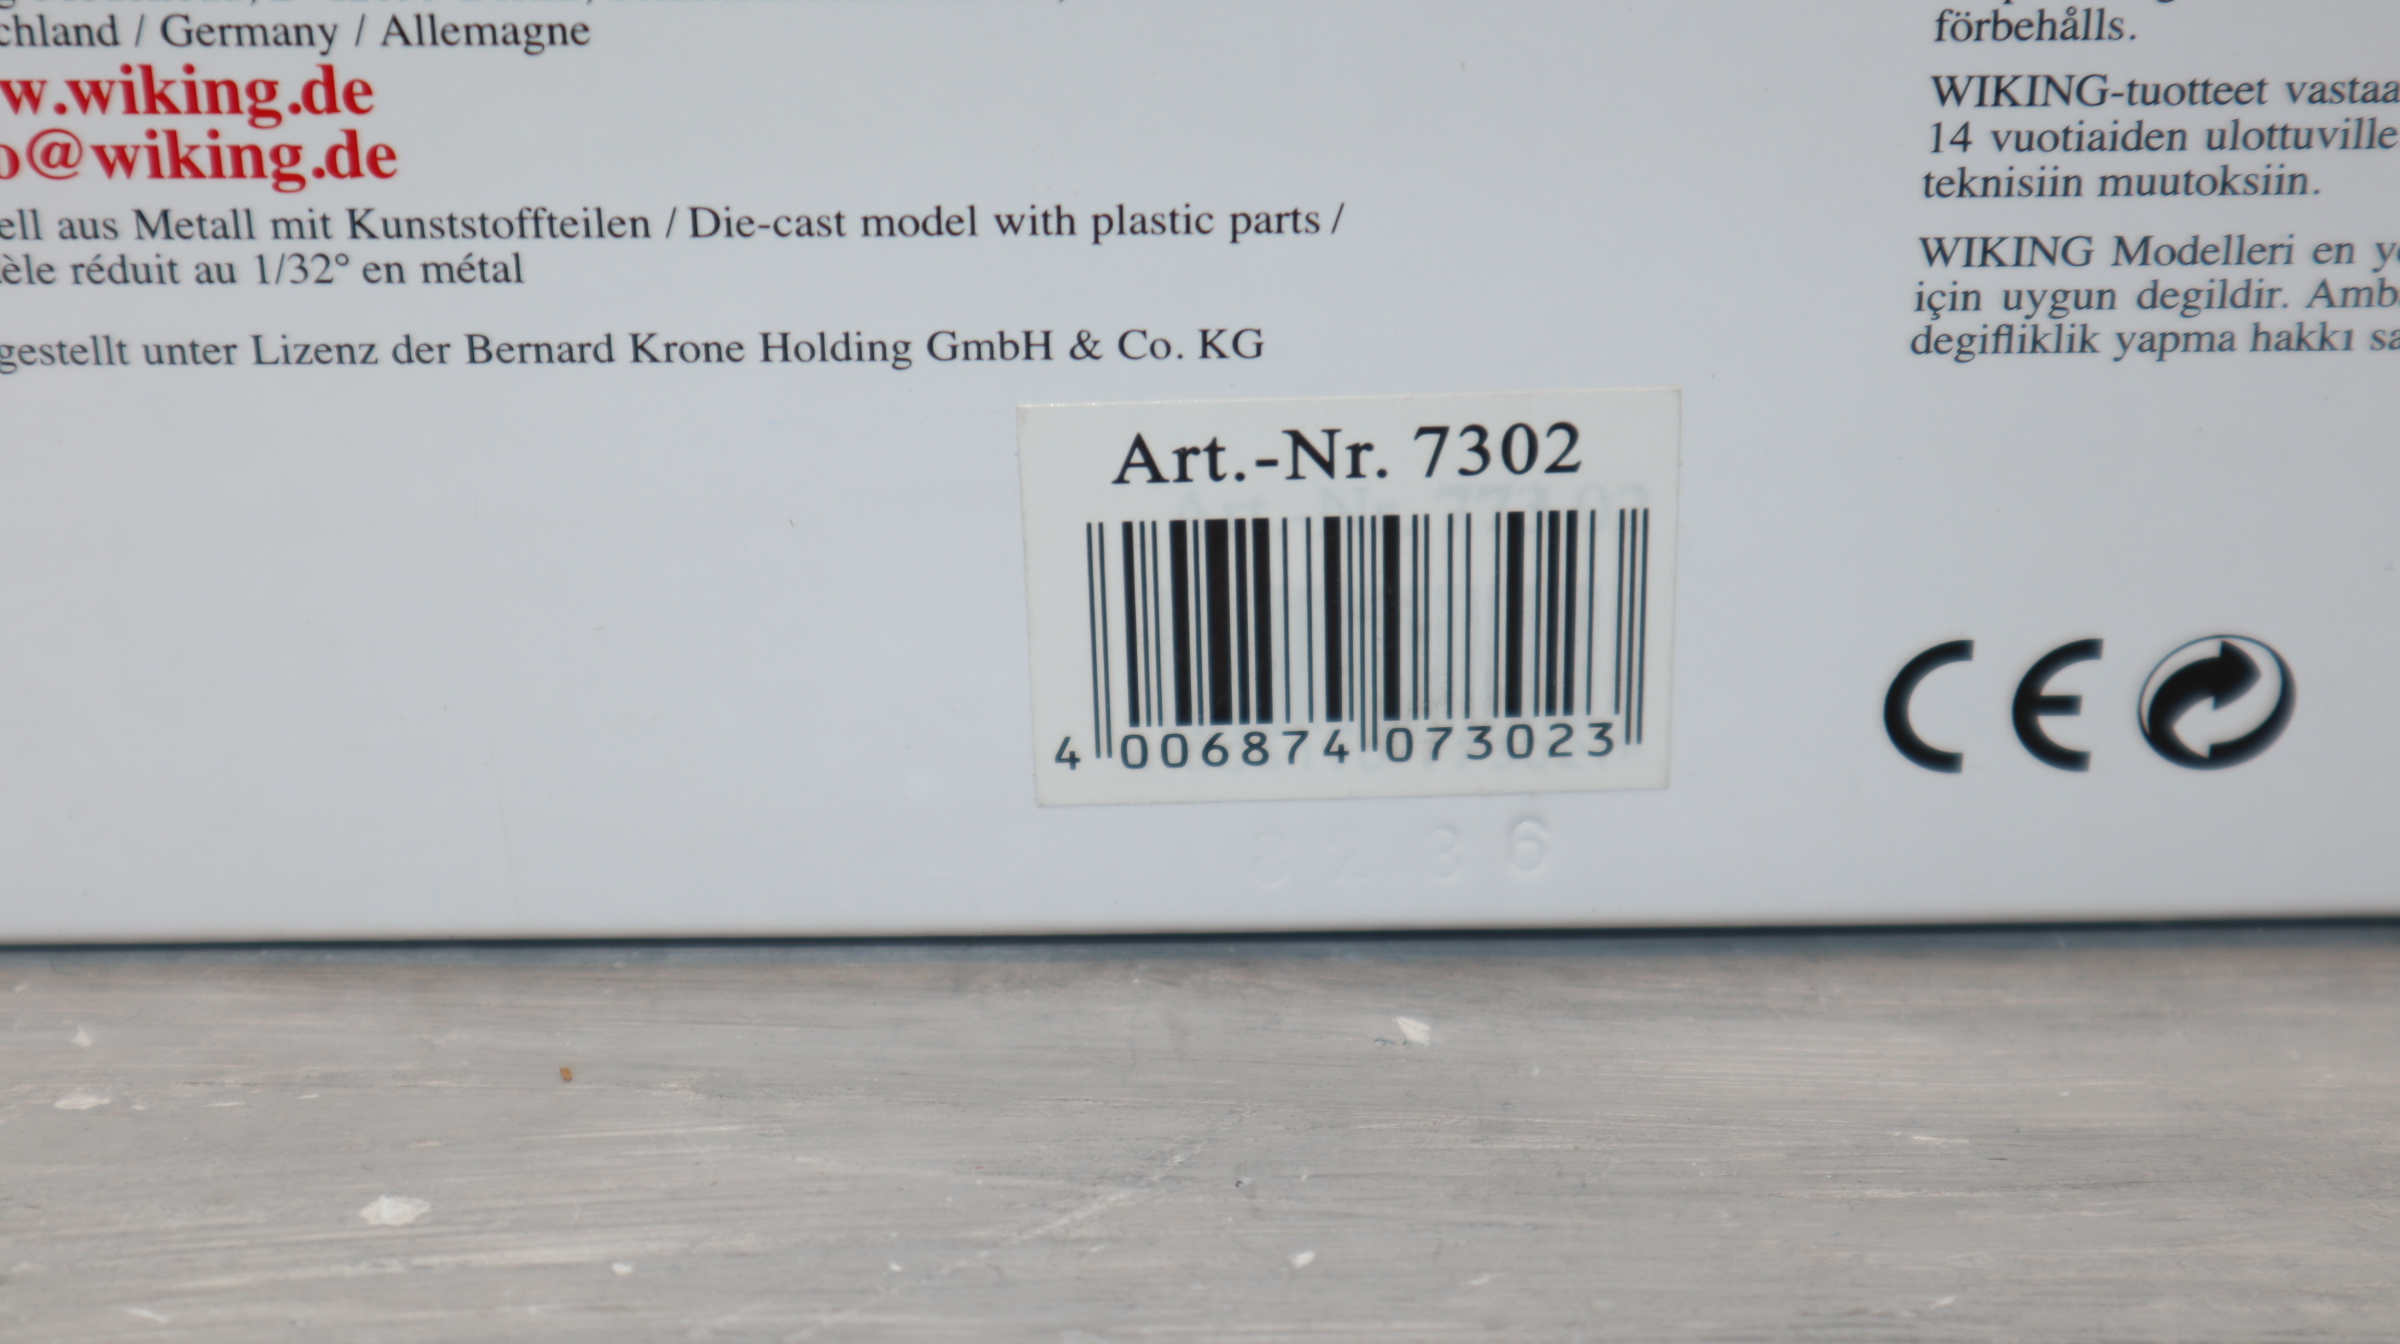 chland / Germany / Allemagne
w.wiking.de
o@wiking.de
ell aus Metall mit Kunststoffteilen / Die-cast model with plastic parts /
èle réduit au 1/32° en métal
gestellt unter Lizenz der Bernard Krone Holding GmbH & Co. KG
förbehålls.
WIKING-tuotteet vastaa
14 vuotiaiden ulottuville
teknisiin muutoksiin.
WIKING Modelleri en y
için uygun degildir. Amb
degifliklik yapma hakkı sa
Art.-Nr. 7302
4 006874 073023
CE